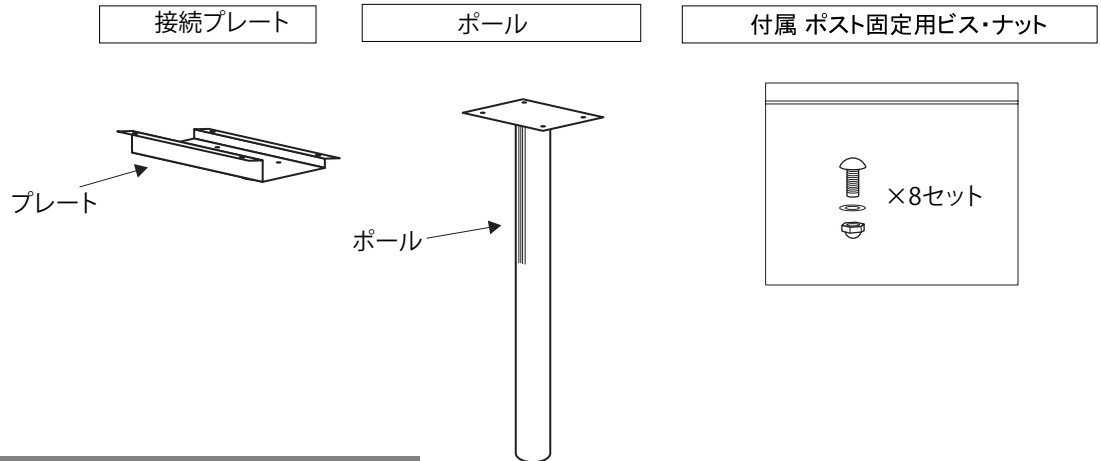 接続プレート
ポール
付属 ポスト固定用ビス・ナット
プレート
ポール
×8セット